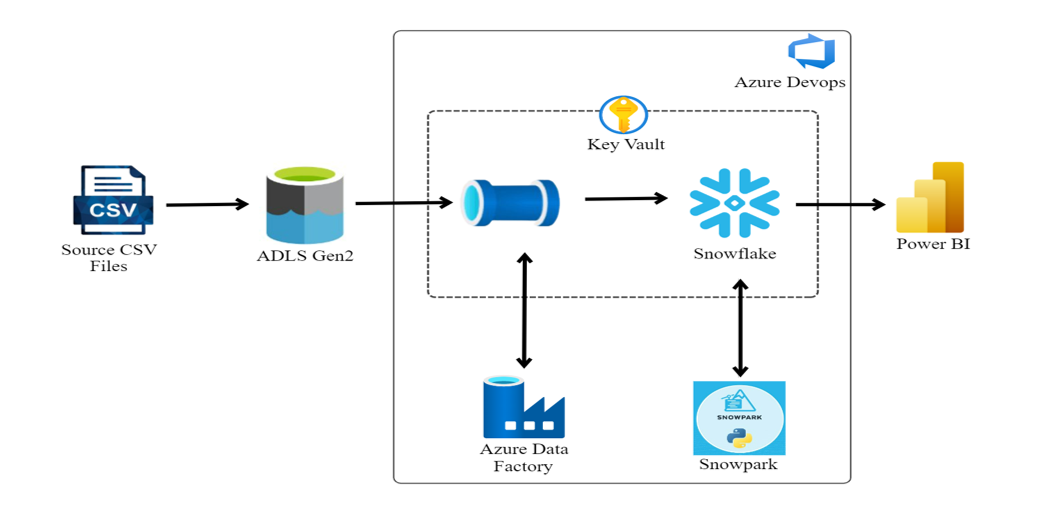 Azure Devops
Key Vault
CSV
Source CSV
Files
ADLS Gen2
Snowflake
Power BI
Azure Data
Factory
SNOWPARK
Snowpark